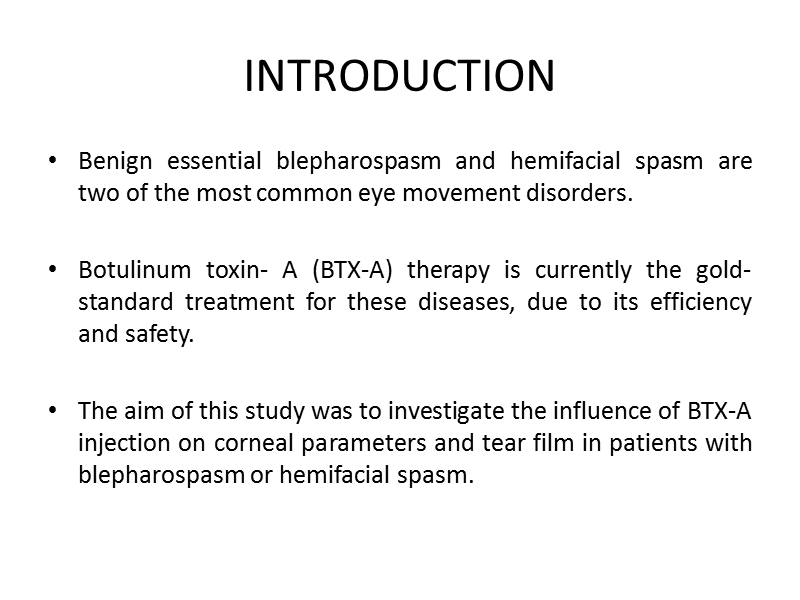 INTRODUCTION
• Benign essential blepharospasm and hemifacial spasm are
two of the most common eye movement disorders.
• Botulinum toxin- A (BTX-A) therapy is currently the gold-
standard treatment for these diseases, due to its efficiency
and safety.
• The aim of this study was to investigate the influence of BTX-A
injection on corneal parameters and tear film in patients with
blepharospasm or hemifacial spasm.